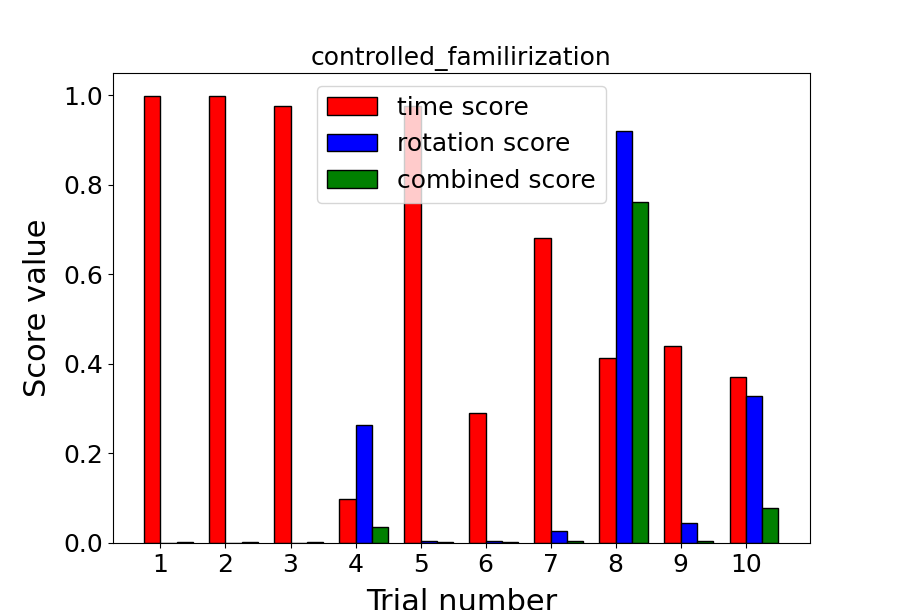 controlled_familirization
time score
rotation score
combined score
Score value
1.0
0.8
0.6
0.4
0.2
0.0
1 2 3 4 5 6 7 8 9 10
Trial number